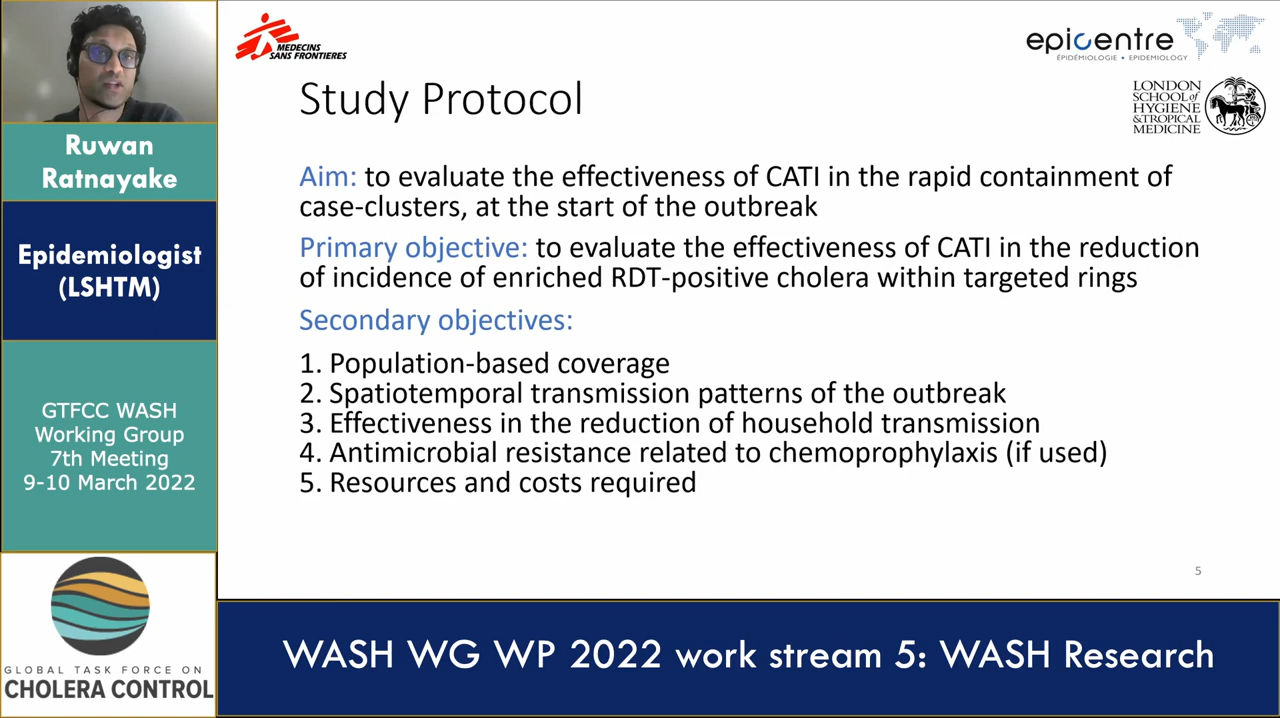 Ruwan
Ratnayake
Epidemiologist
(LSHTM)
GTFCC WASH
Working Group
7th Meeting
9-10 March 2022
GLOBAL TASK FORCE ON
CHOLERA CONTROL
MEDECINS
SANS FRONTIERES
epicentre
ÉPIDÉMIOLOGIE • EPIDEMIOLOGY
LONDON
SCHOOL of
HYGIENE
& TROPICAL
MEDICINE
Study Protocol
Aim: to evaluate the effectiveness of CATI in the rapid containment of
case-clusters, at the start of the outbreak
Primary objective: to evaluate the effectiveness of CATI in the reduction
of incidence of enriched RDT-positive cholera within targeted rings
Secondary objectives:
1. Population-based coverage
2. Spatiotemporal transmission patterns of the outbreak
3. Effectiveness in the reduction of household transmission
4. Antimicrobial resistance related to chemoprophylaxis (if used)
5. Resources and costs required
5
WASH WG WP 2022 work stream 5: WASH Research